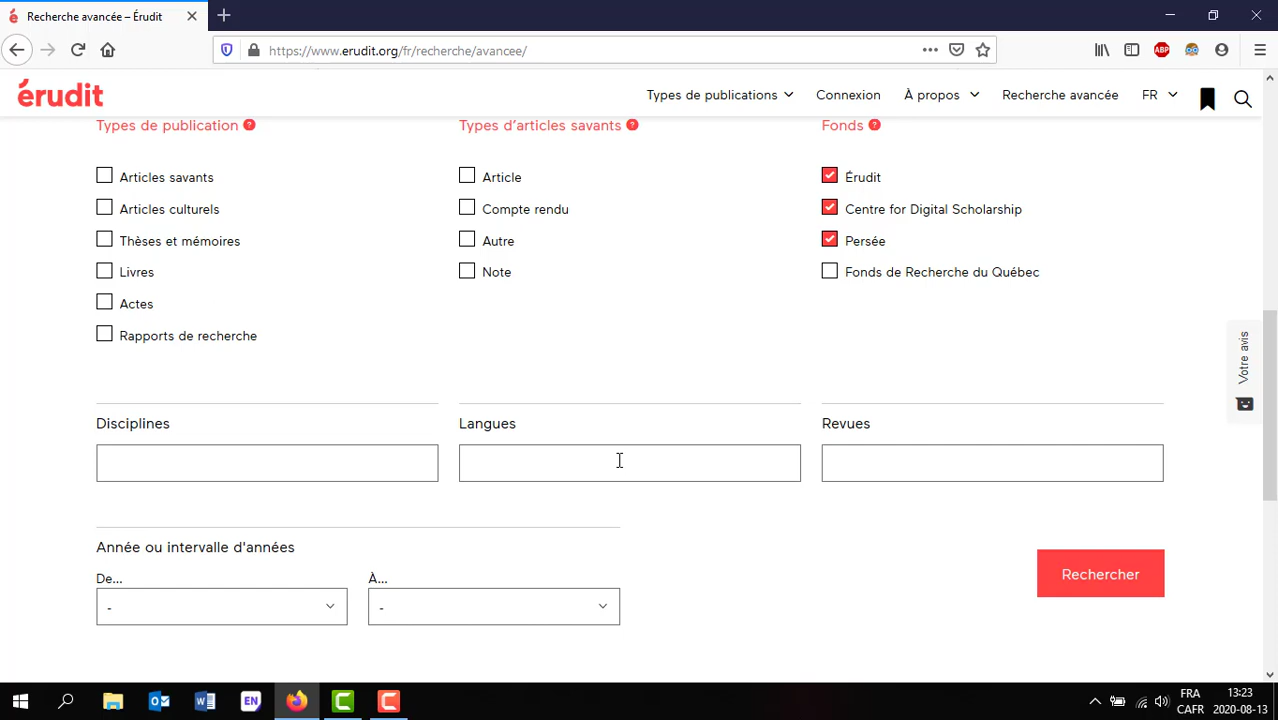 Recherche avancée – Érudit
https://www.erudit.org/fr/recherche/avancee/
ABP
érudit
Types de publications
Connexion
À propos
Recherche avancée
FR
Types de publication ?
Types d'articles savants ?
Fonds ?
Articles savants
Article
Érudit
Articles culturels
Compte rendu
Centre for Digital Scholarship
Thèses et mémoires
Autre
Persée
Livres
Note
Fonds de Recherche du Québec
Actes
Rapports de recherche
Votre avis
Disciplines
Langues
Revues
Année ou intervalle d'années
De...
À...
-
-
Rechercher
EN
FRA
CAFR
13:23
2020-08-13